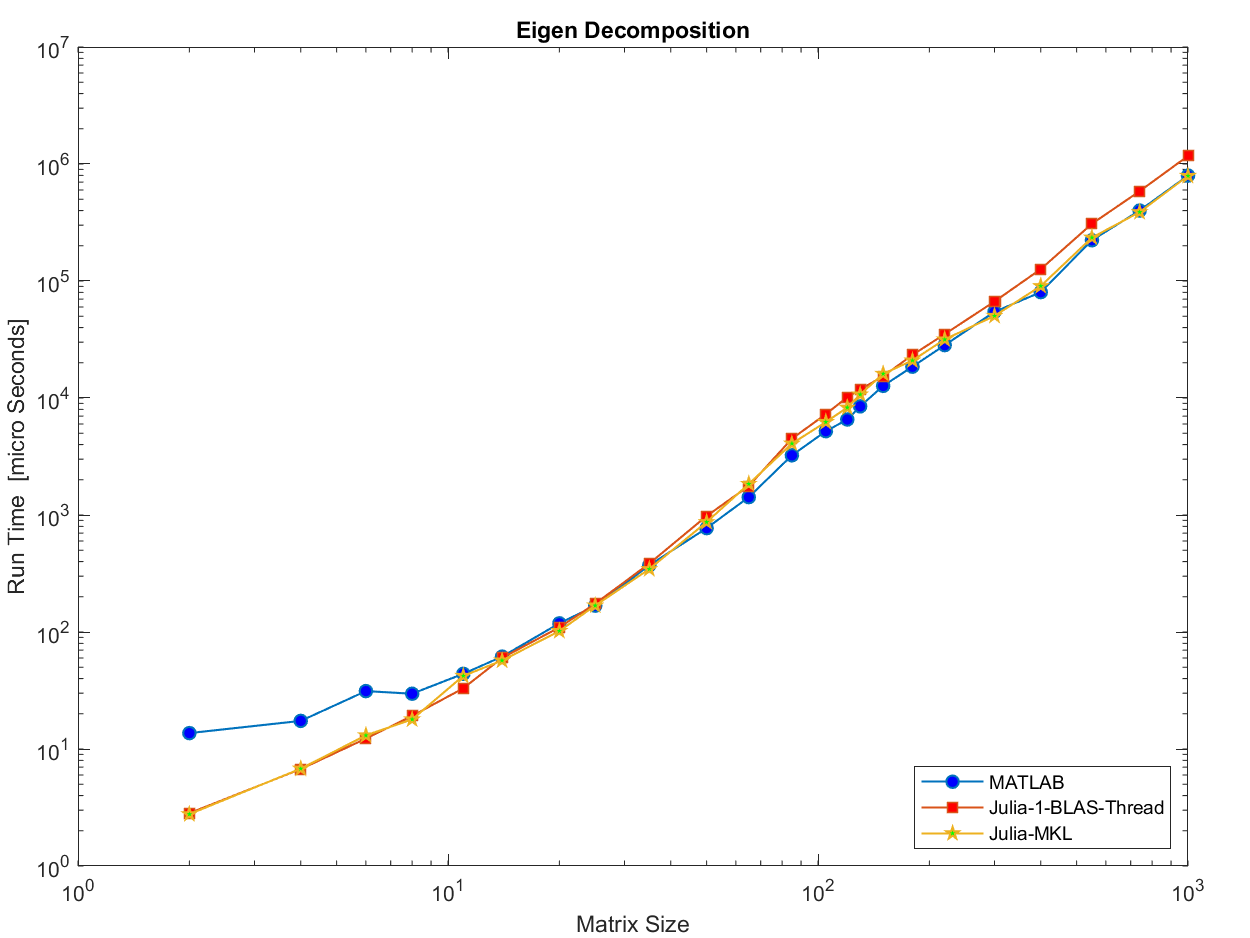 Eigen Decomposition
10^7
10^6
10^5
10^4
10^3
10^2
10^1
10^0
Run Time [micro Seconds]
10^0 10^1 10^2 10^3
Matrix Size
MATLAB
Julia-1-BLAS-Thread
Julia-MKL